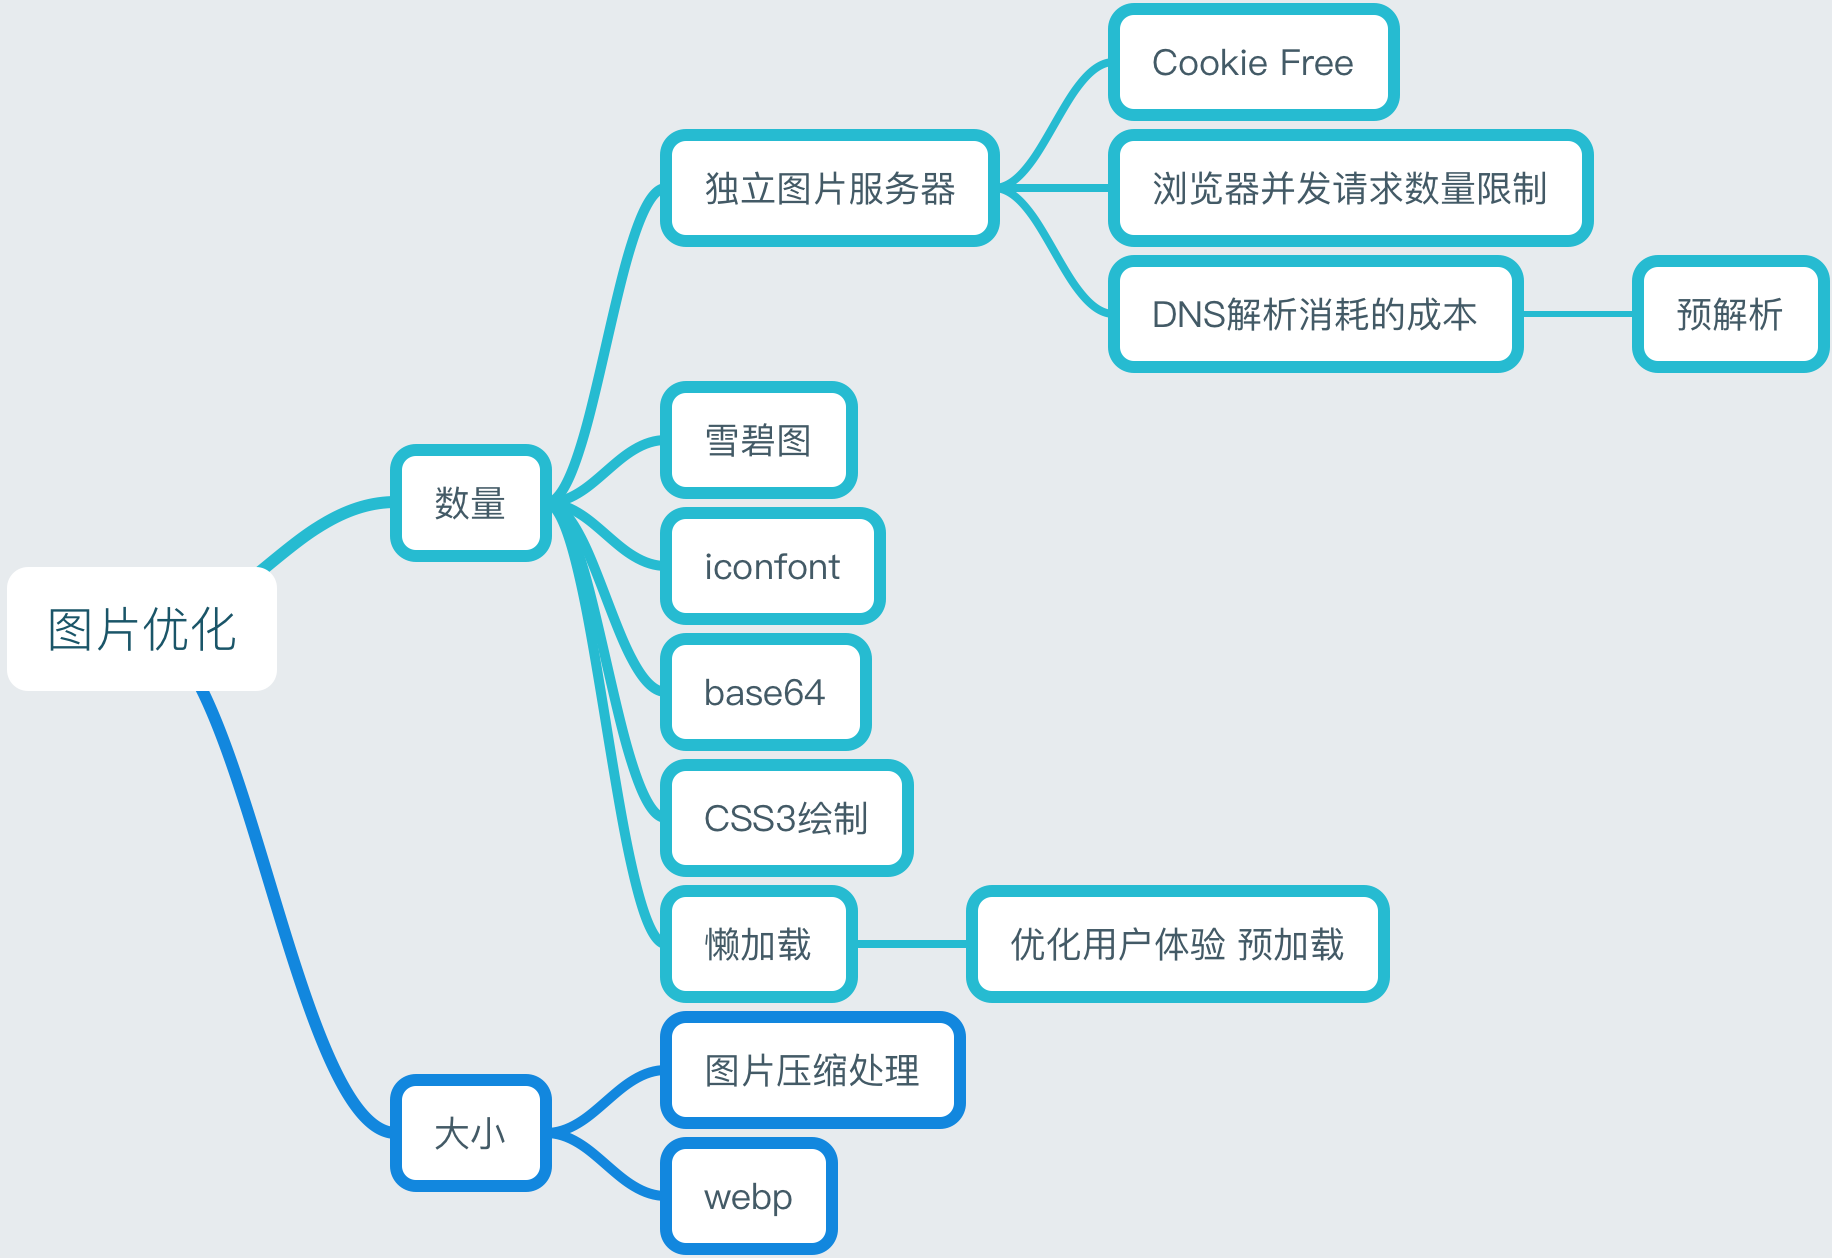 图片优化
数量
独立图片服务器
Cookie Free
浏览器并发请求数量限制
DNS解析消耗的成本
预解析
雪碧图
iconfont
base64
CSS3绘制
懒加载
优化用户体验 预加载
大小
图片压缩处理
webp